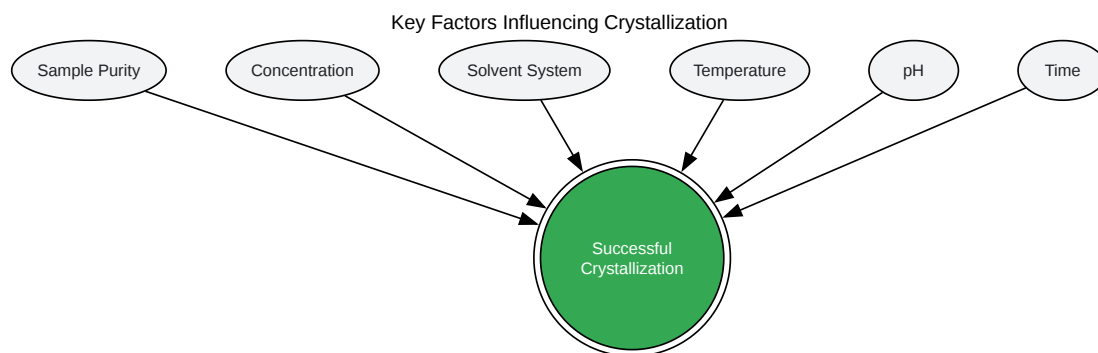 Key Factors Influencing Crystallization
Sample Purity
Concentration
Solvent System
Temperature
pH
Time
Successful
Crystallization